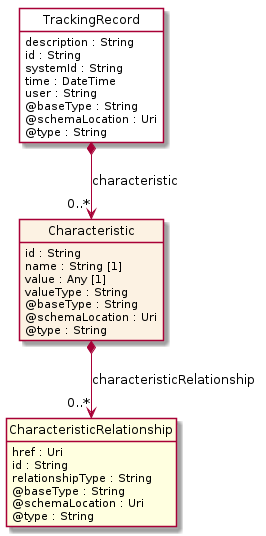 TrackingRecord
description : String
id : String
systemId : String
time : DateTime
user : String
@baseType : String
@schemaLocation : Uri
@type : String
characteristic
0..*
Characteristic
id : String
name : String [1]
value : Any [1]
valueType : String
@baseType : String
@schemaLocation : Uri
@type : String
characteristicRelationship
0..*
CharacteristicRelationship
href : Uri
id : String
relationshipType : String
@baseType : String
@schemaLocation : Uri
@type : String